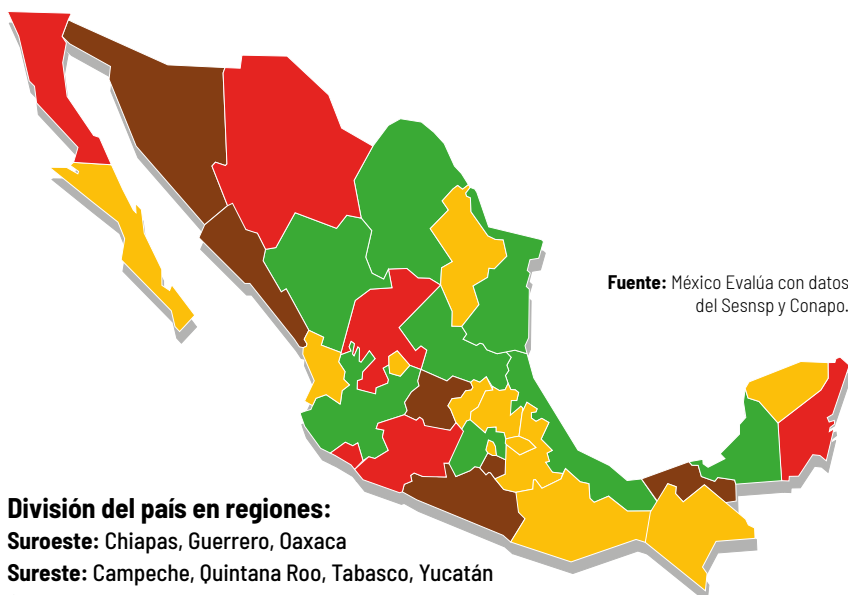 Fuente: México Evalúa con datos
del Sesnsp y Conapo.
División del país en regiones:
Suroeste: Chiapas, Guerrero, Oaxaca
Sureste: Campeche, Quintana Roo, Tabasco, Yucatán